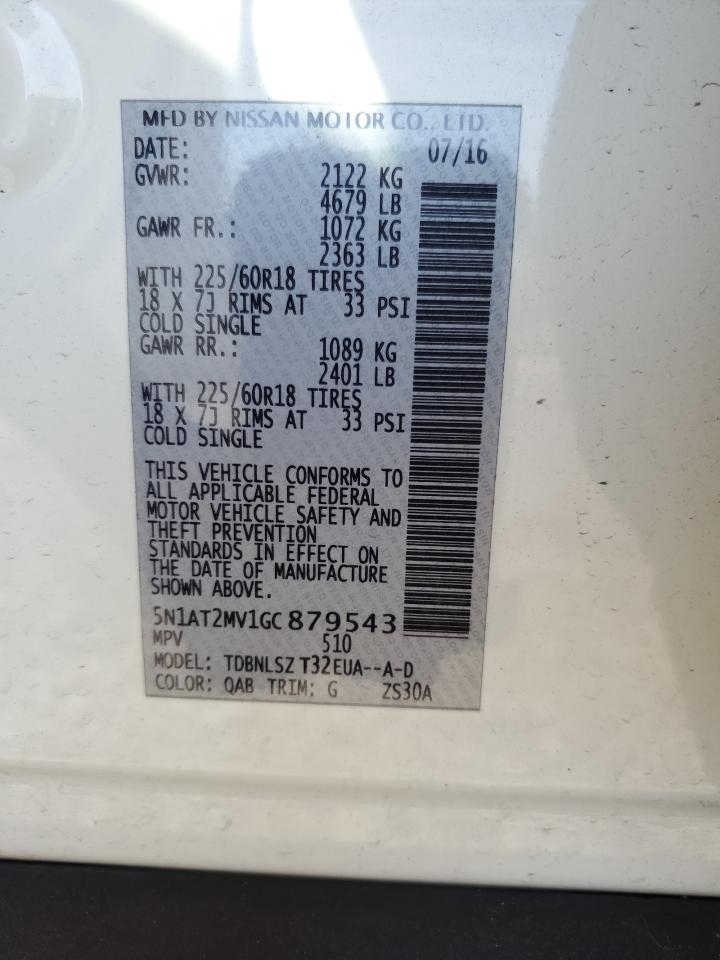 MFD BY NISSAN MOTOR CO., LTD.
DATE: 07/16
GVWR: 2122 KG
4679 LB
GAWR FR.: 1072 KG
2363 LB
WITH 225/60R18 TIRES
18 X 7J RIMS AT 33 PSI
COLD SINGLE
GAWR RR.: 1089 KG
2401 LB
WITH 225/60R18 TIRES
18 X 7J RIMS AT 33 PSI
COLD SINGLE
THIS VEHICLE CONFORMS TO
ALL APPLICABLE FEDERAL
MOTOR VEHICLE SAFETY AND
THEFT PREVENTION
STANDARDS IN EFFECT ON
THE DATE OF MANUFACTURE
SHOWN ABOVE.
5N1AT2MV1GC879543
MPV 510
MODEL: TDBNLSZ T32EUA--A-D
COLOR: QAB TRIM: G ZS30A